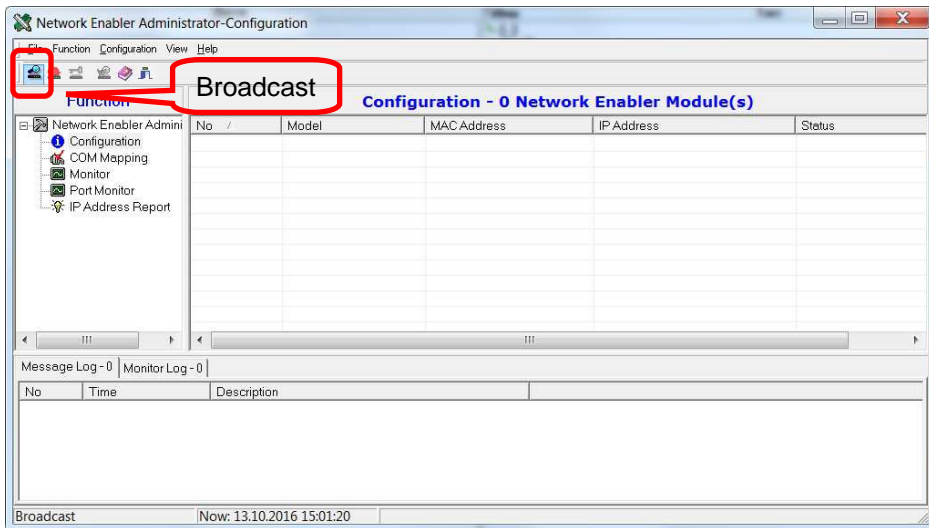 Network Enabler Administrator-Configuration
File Function Configuration View Help
Broadcast
Function
Configuration - 0 Network Enabler Module(s)
Network Enabler Admini
No / Model MAC Address IP Address Status
Configuration
COM Mapping
Monitor
Port Monitor
IP Address Report
Message Log - 0 Monitor Log - 0
No Time Description
Broadcast Now: 13.10.2016 15:01:20